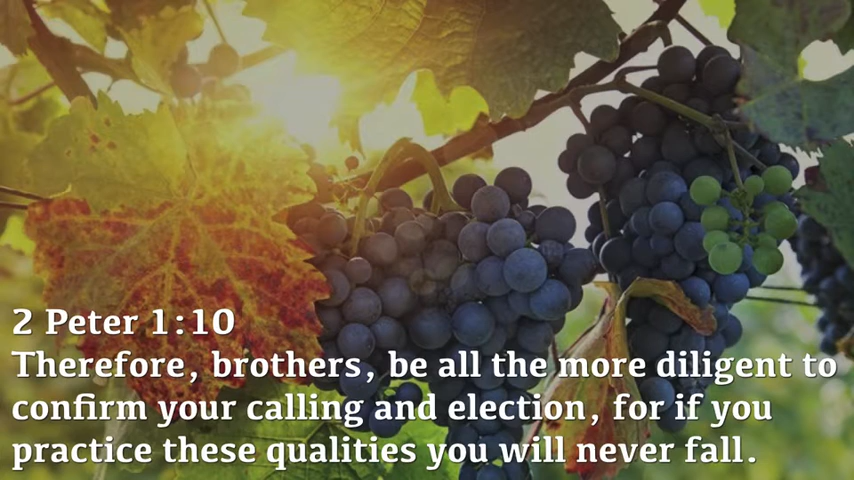 2 Peter 1:10
Therefore, brothers, be all the more diligent to
confirm your calling and election, for if you
practice these qualities you will never fall.